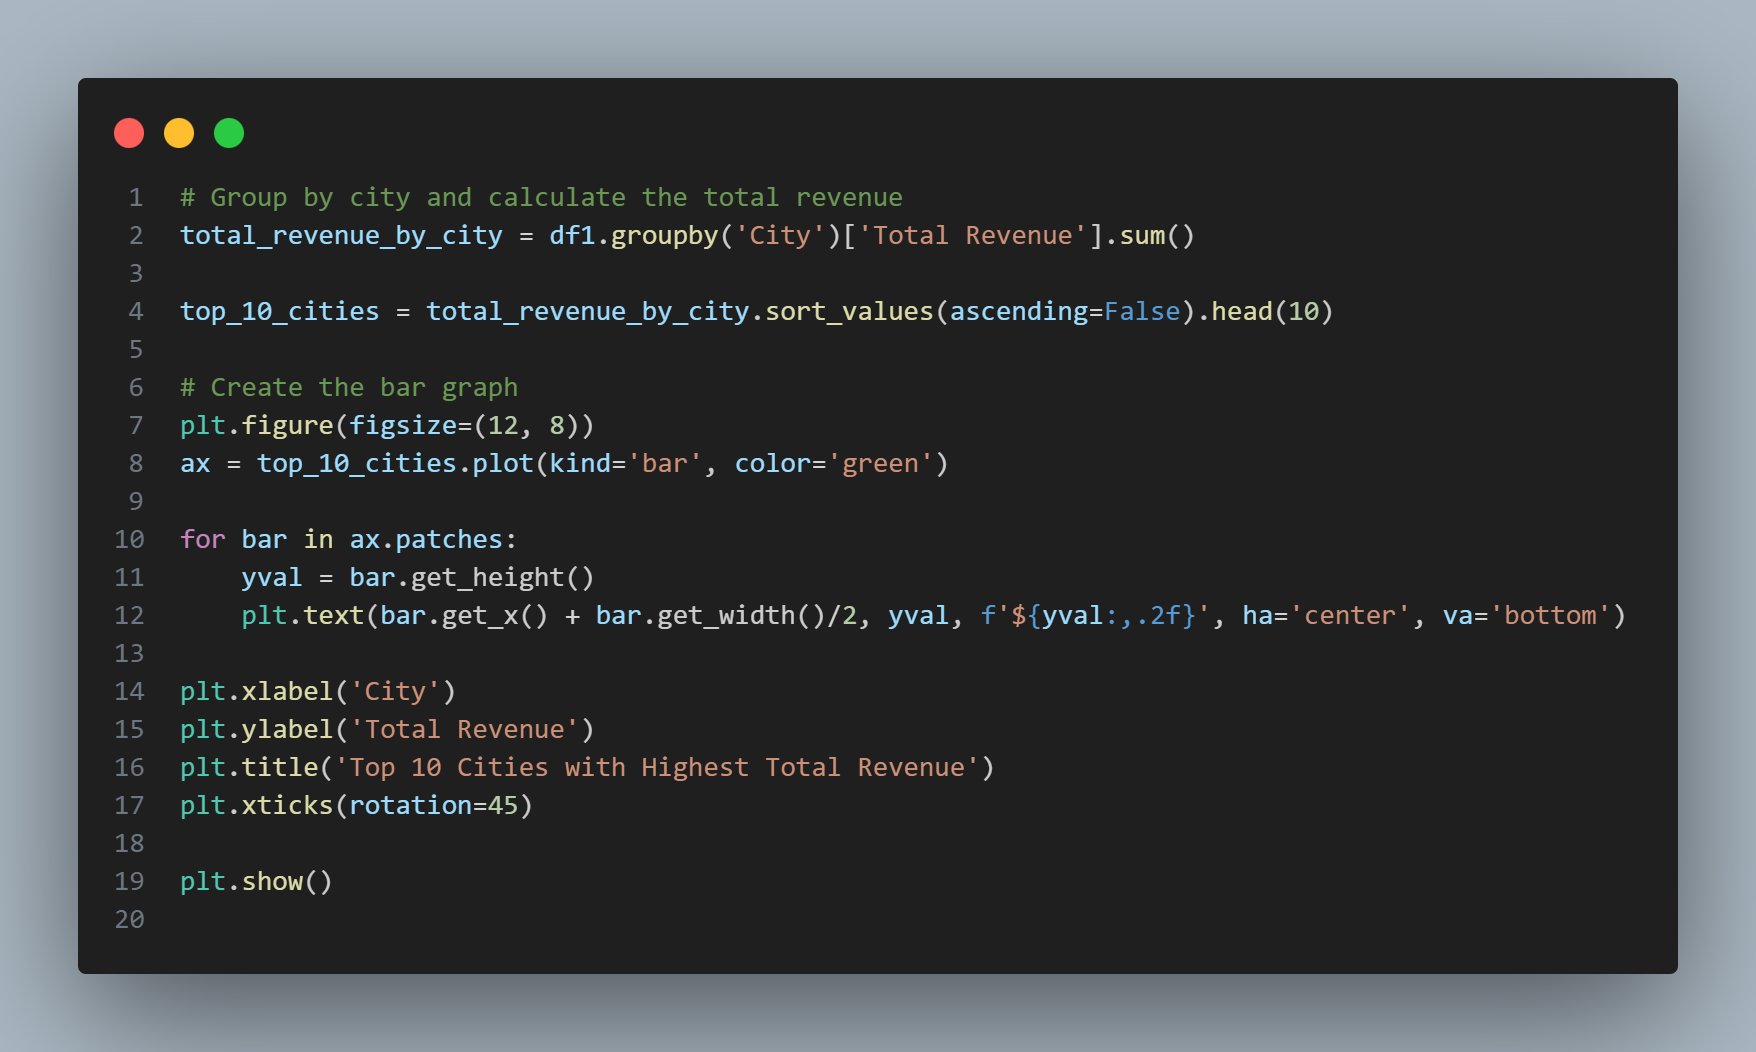 1 # Group by city and calculate the total revenue
2 total_revenue_by_city = df1.groupby('City')['Total Revenue'].sum()
3
4 top_10_cities = total_revenue_by_city.sort_values(ascending=False).head(10)
5
6 # Create the bar graph
7 plt.figure(figsize=(12, 8))
8 ax = top_10_cities.plot(kind='bar', color='green')
9
10 for bar in ax.patches:
11     yval = bar.get_height()
12     plt.text(bar.get_x() + bar.get_width()/2, yval, f'${yval:,.2f}', ha='center', va='bottom')
13
14 plt.xlabel('City')
15 plt.ylabel('Total Revenue')
16 plt.title('Top 10 Cities with Highest Total Revenue')
17 plt.xticks(rotation=45)
18
19 plt.show()
20